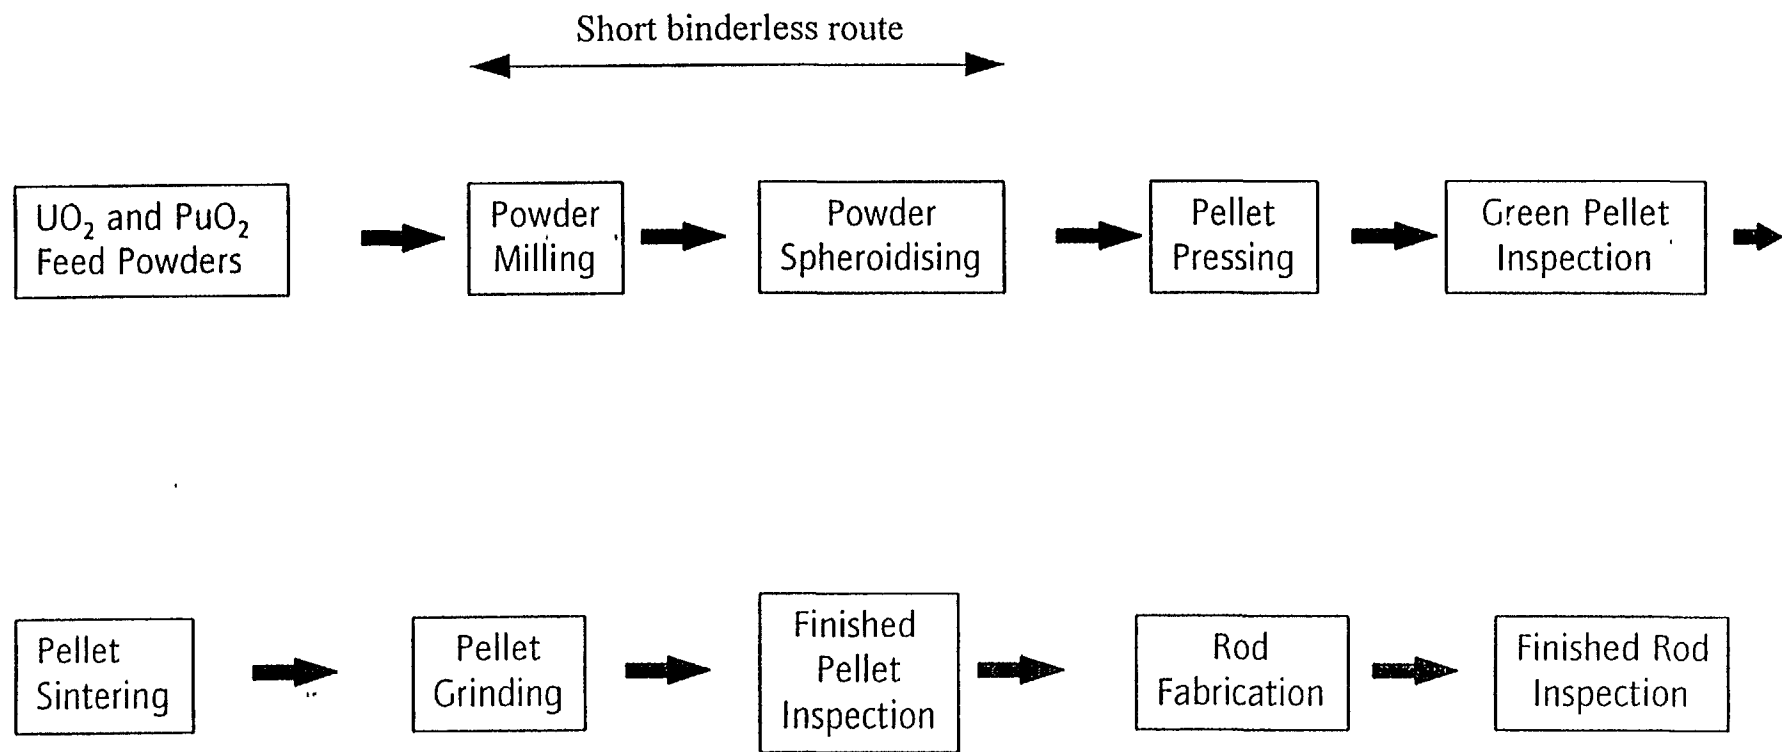 Short binderless route
UO₂ and PuO₂
Feed Powders
Powder
Milling
Powder
Spheroidising
Pellet
Pressing
Green Pellet
Inspection
Pellet
Sintering
Pellet
Grinding
Finished
Pellet
Inspection
Rod
Fabrication
Finished Rod
Inspection